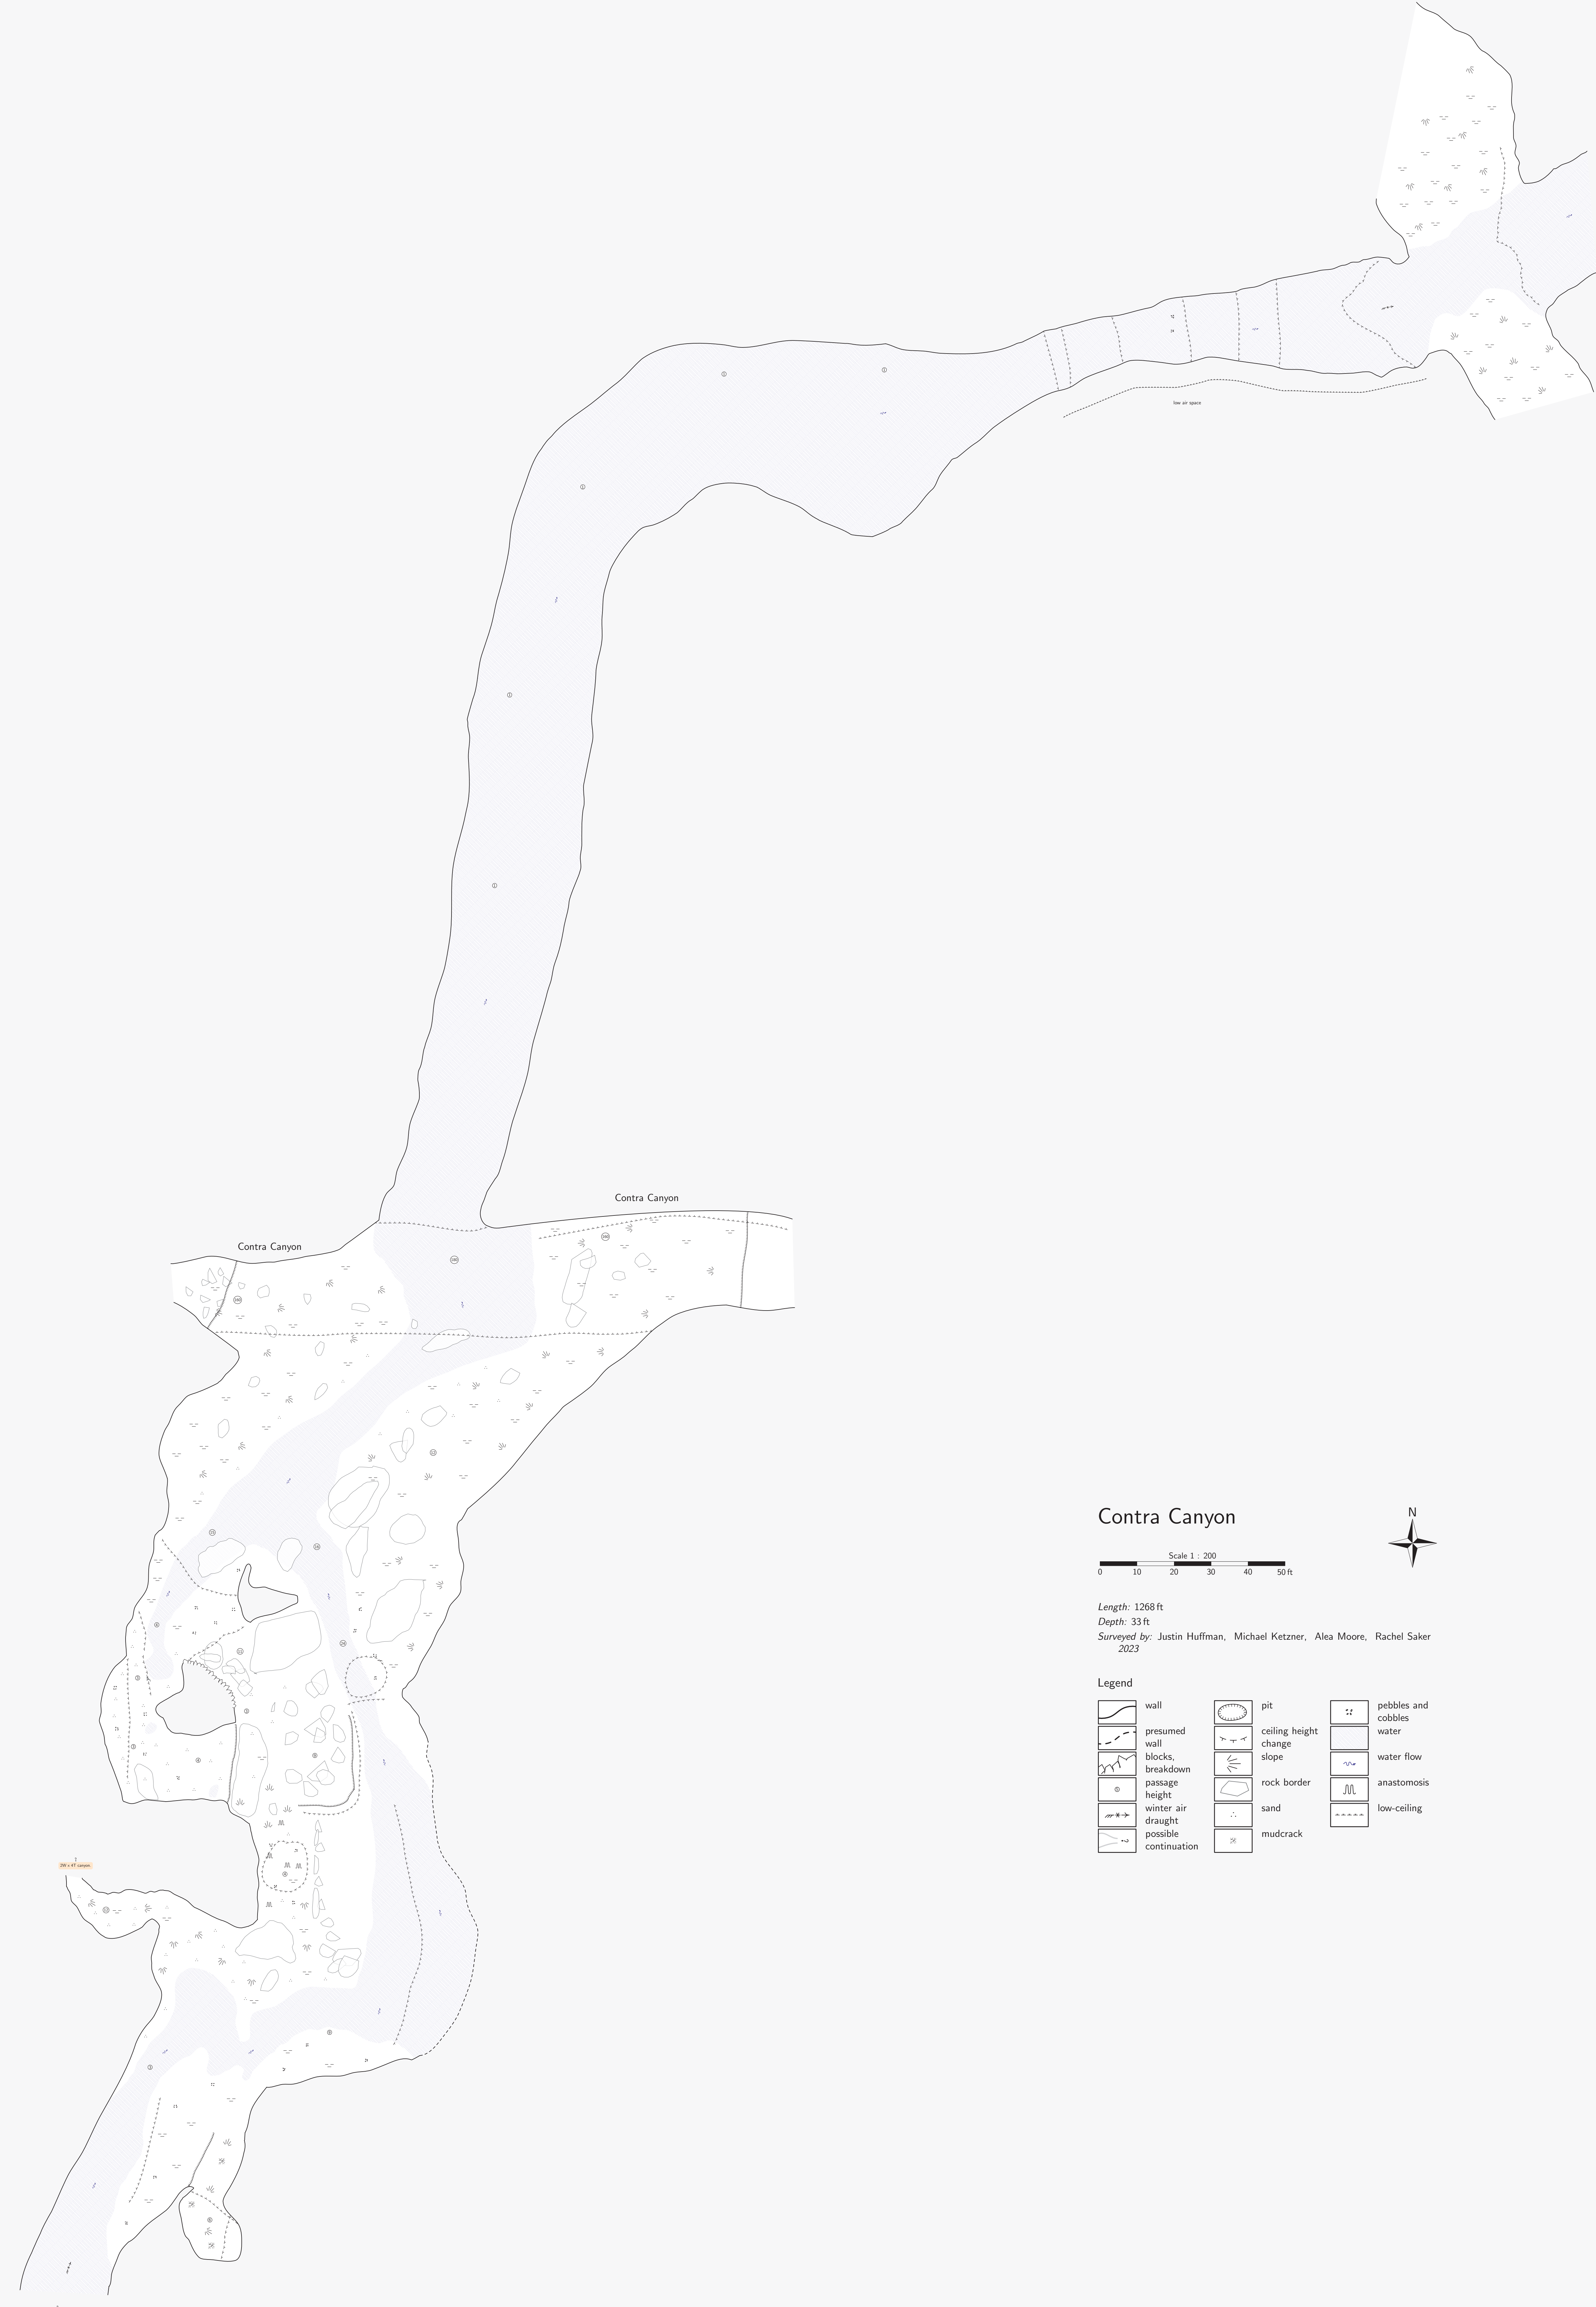 low air space
Contra Canyon
Contra Canyon
Contra Canyon
N
Scale 1 : 200
0 10 20 30 40 50 ft
Length: 1268 ft
Depth: 33 ft
Surveyed by: Justin Huffman, Michael Ketzner, Alea Moore, Rachel Saker
2023
Legend
wall
presumed
wall
blocks,
breakdown
passage
height
winter air
draught
possible
continuation
pit
ceiling height
change
slope
rock border
sand
mudcrack
pebbles and
cobbles
water
water flow
anastomosis
low-ceiling
?